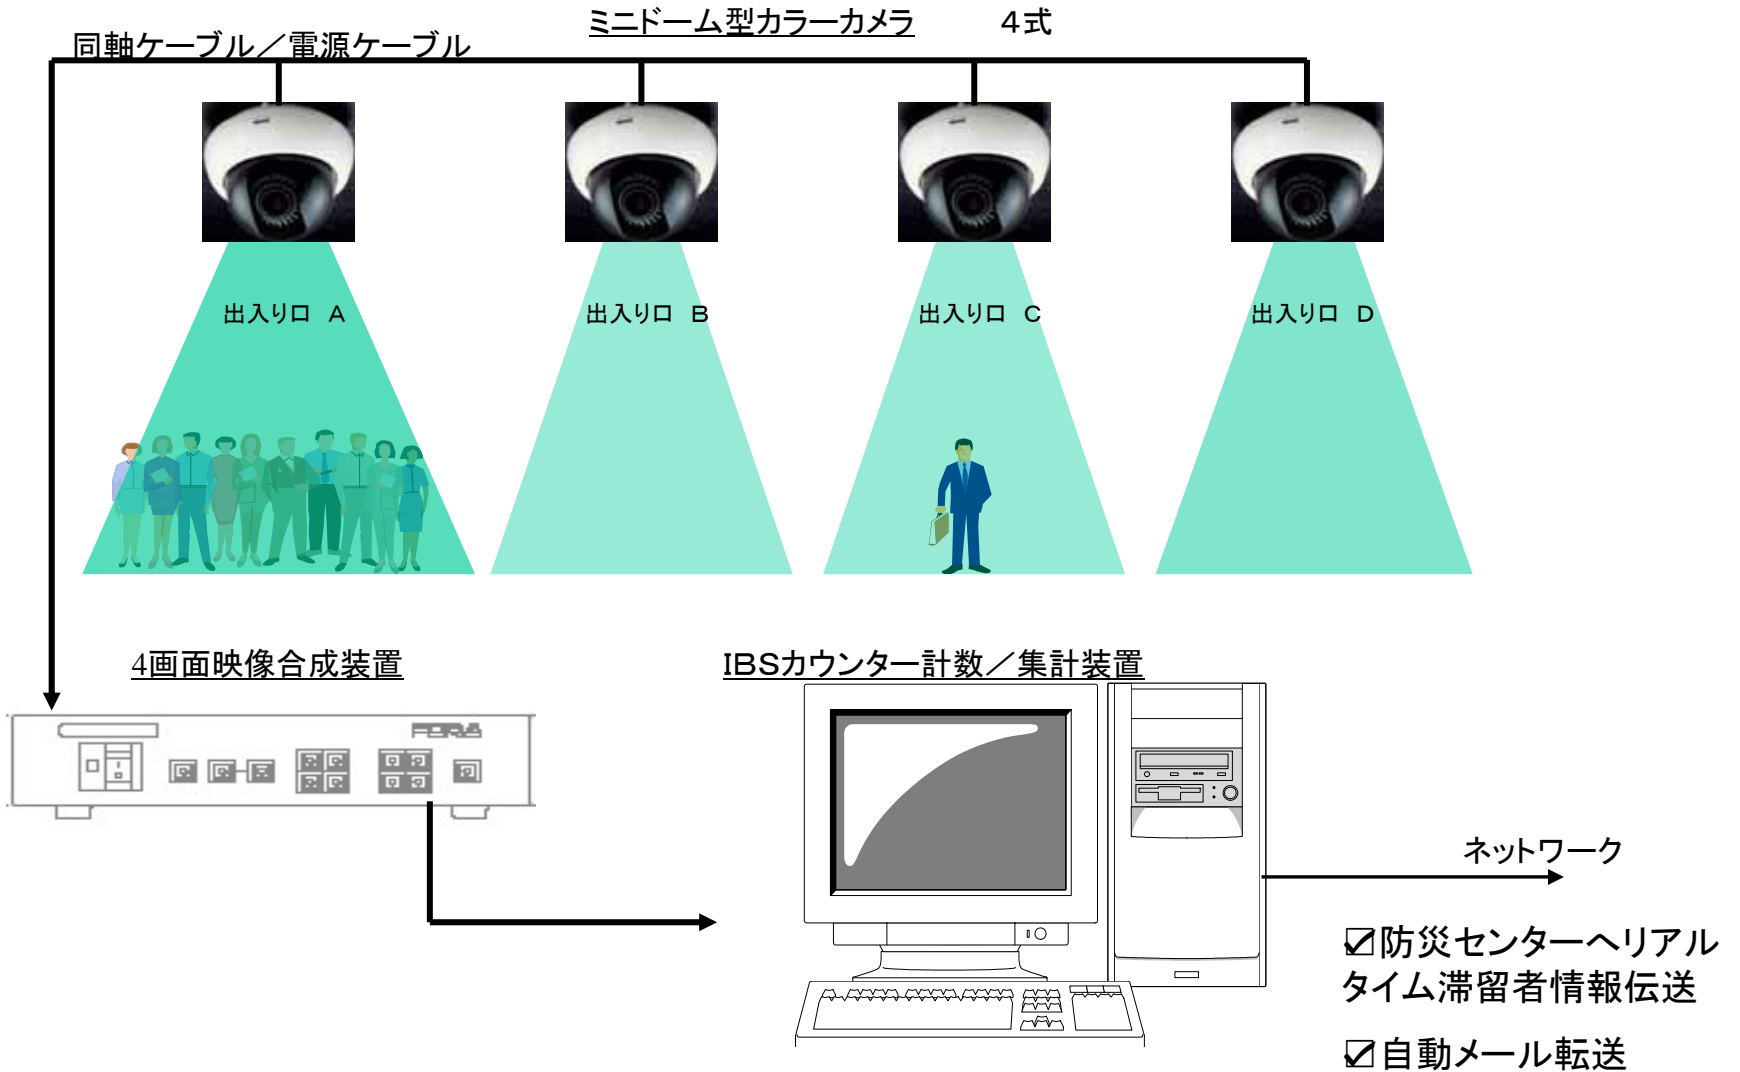 ミニドーム型カラーカメラ　４式
同軸ケーブル／電源ケーブル
出入り口　A
出入り口　B
出入り口　C
出入り口　D
4画面映像合成装置
IBSカウンター計数／集計装置
FOR.A
ネットワーク
☑防災センターへリアル
タイム滞留者情報伝送
☑自動メール転送